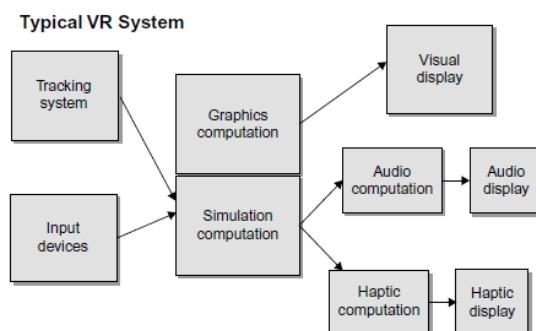 Typical VR System
Tracking
system
Graphics
computation
Visual
display
Input
devices
Simulation
computation
Audio
computation
Audio
display
Haptic
computation
Haptic
display